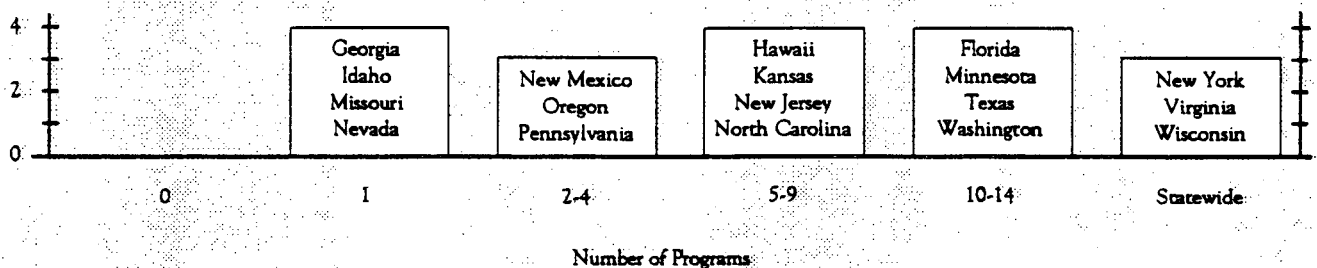 4
2
0
Georgia
Idaho
Missouri
Nevada
New Mexico
Oregon
Pennsylvania
Hawaii
Kansas
New Jersey
North Carolina
Florida
Minnesota
Texas
Washington
New York
Virginia
Wisconsin
0 1 2-4 5-9 10-14 Statewide
Number of Programs